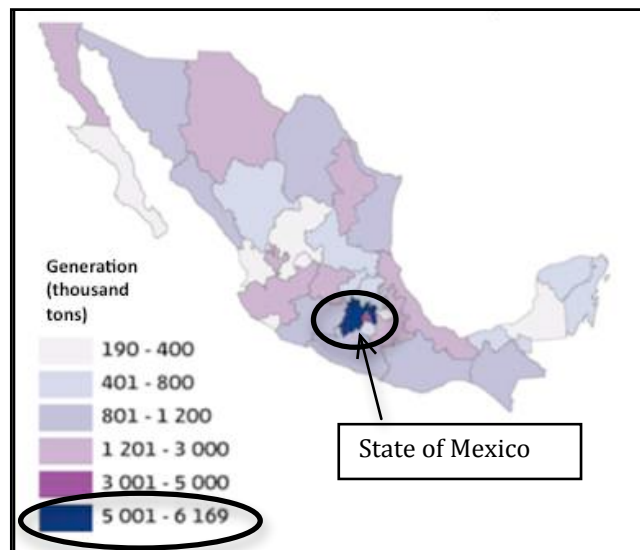 Generation
(thousand
tons)
190 - 400
401 - 800
801 - 1 200
1 201 - 3 000
3 001 - 5 000
5 001 - 6 169
State of Mexico